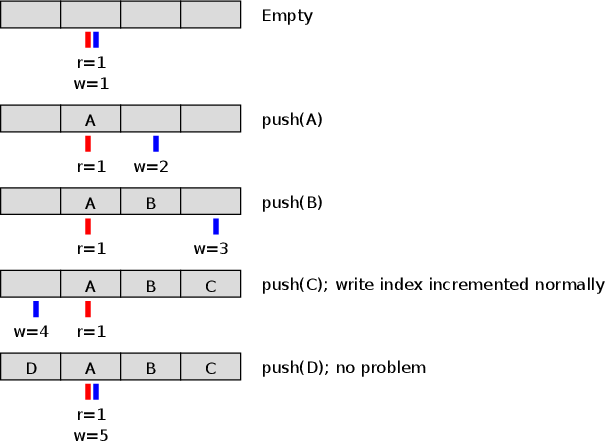 Empty
r=1
w=1
A
push(A)
r=1 w=2
A B
push(B)
r=1 w=3
A B C
push(C); write index incremented normally
w=4 r=1
D A B C
push(D); no problem
r=1
w=5